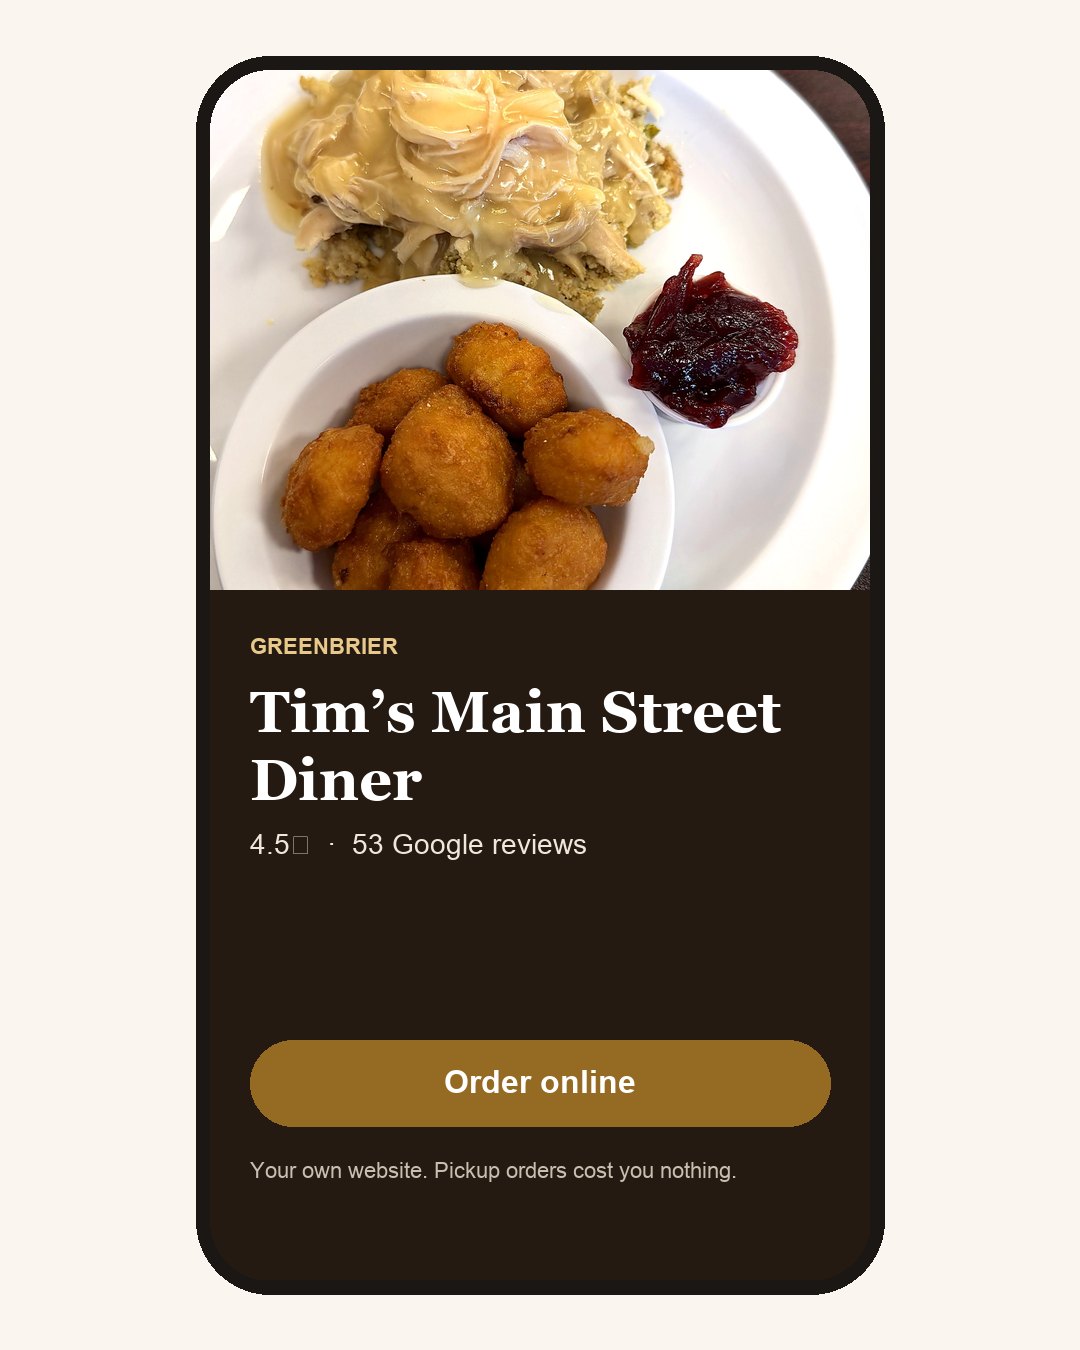 GREENBRIER
Tim’s Main Street
Diner
4.5□ · 53 Google reviews
Order online
Your own website. Pickup orders cost you nothing.